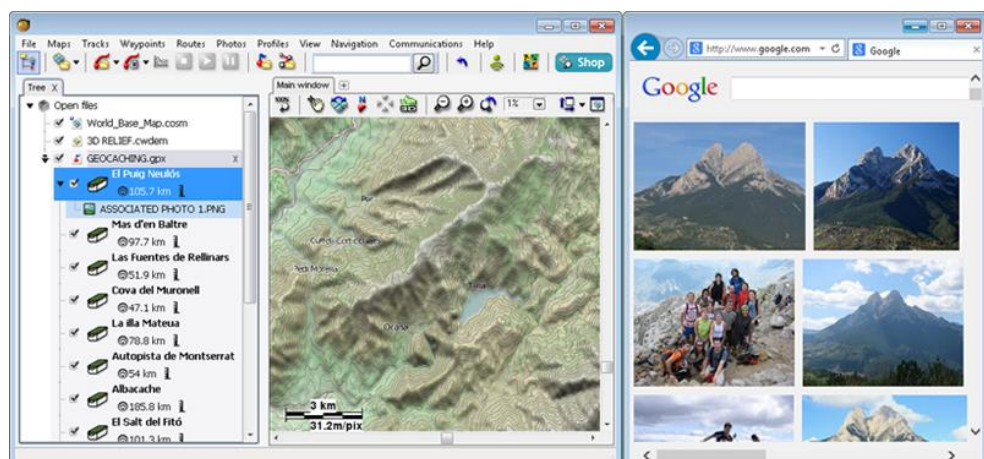 File Maps Tracks Waypoints Routes Photos Profiles View Navigation Communications Help
Shop
Tree X
Open files
World_Base_Map.cosm
3D RELIEF.cwdem
GEOCACHING.gpx x
El Puig Neulós
105.7 km
ASSOCIATED PHOTO 1.PNG
Mas d'en Baltre
97.7 km
Las Fuentes de Rellinars
51.9 km
Cova del Muronell
47.1 km
La illa Mateua
78.8 km
Autopista de Montserrat
54 km
Albacache
185.8 km
El Salt del Fitó
101.3 km
Main window
100%
1%
Ocaña
3 km
31.2m/pix
http://www.google.com
Google
Google